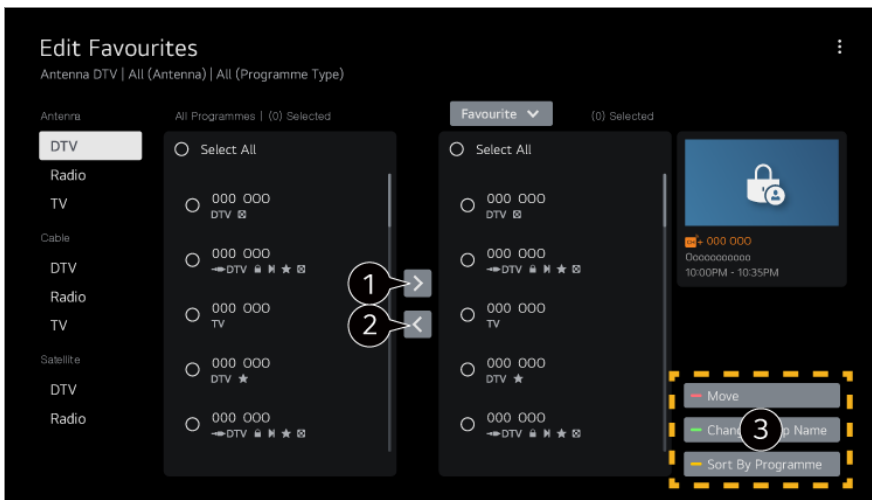 Edit Favourites
Antenna DTV | All (Antenna) | All (Programme Type)
Antenna
DTV
Radio
TV
Cable
DTV
Radio
TV
Satellite
DTV
Radio
All Programmes | (0) Selected
Select All
000 000
DTV
000 000
DTV
000 000
TV
000 000
DTV
000 000
DTV
1
2
Favourite
(0) Selected
Select All
000 000
DTV
000 000
DTV
000 000
TV
000 000
DTV
000 000
DTV
+ 000 000
Oooooooooo
10:00PM - 10:35PM
Move
3
Name
Sort By Programme